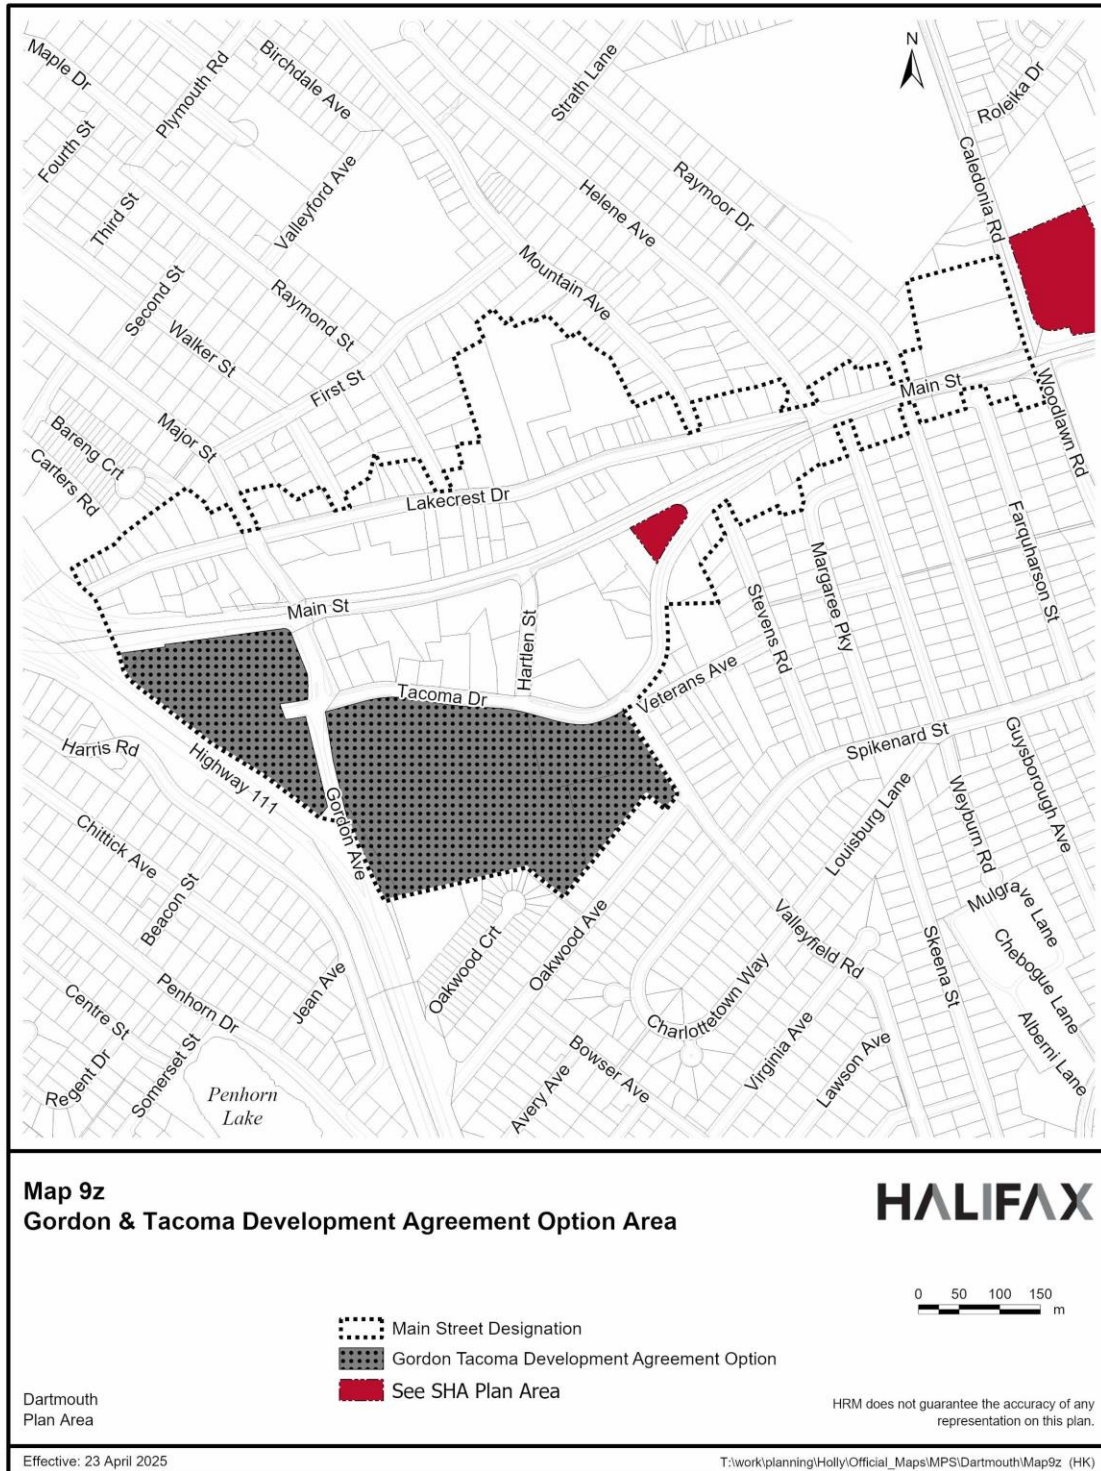 Maple Dr
Plymouth Rd
Birchdale Ave
Strath Lane
N
Roleika Dr
Fourth St
Third St
Valleyford Ave
Helene Ave
Raymoor Dr
Caledonia Rd
Second St
Raymond St
Mountain Ave
Walker St
First St
Main St
Woodlawn Rd
Major St
Bareng Crt
Carters Rd
Lakecrest Dr
Farquharson St
Main St
Hartlen St
Stevens Rd
Margaree Pky
Tacoma Dr
Veterans Ave
Harris Rd
Highway 111
Gordon Ave
Spikenard St
Guysborough Ave
Chittick Ave
Beacon St
Louisburg Lane
Weyburn Rd
Mulgrave Lane
Oakwood Crt
Oakwood Ave
Valleyfield Rd
Skeena St
Chebogue Lane
Centre St
Penhorn Dr
Jean Ave
Charlottetown Way
Alberni Lane
Regent Dr
Somerset St
Penhorn
Lake
Avery Ave
Bowser Ave
Virginia Ave
Lawson Ave
Map 9z
Gordon & Tacoma Development Agreement Option Area
HALIFAX
0 50 100 150
m
Main Street Designation
Gordon Tacoma Development Agreement Option
See SHA Plan Area
Dartmouth
Plan Area
HRM does not guarantee the accuracy of any
representation on this plan.
Effective: 23 April 2025
T:\work\planning\Holly\Official_Maps\MPS\Dartmouth\Map9z (HK)